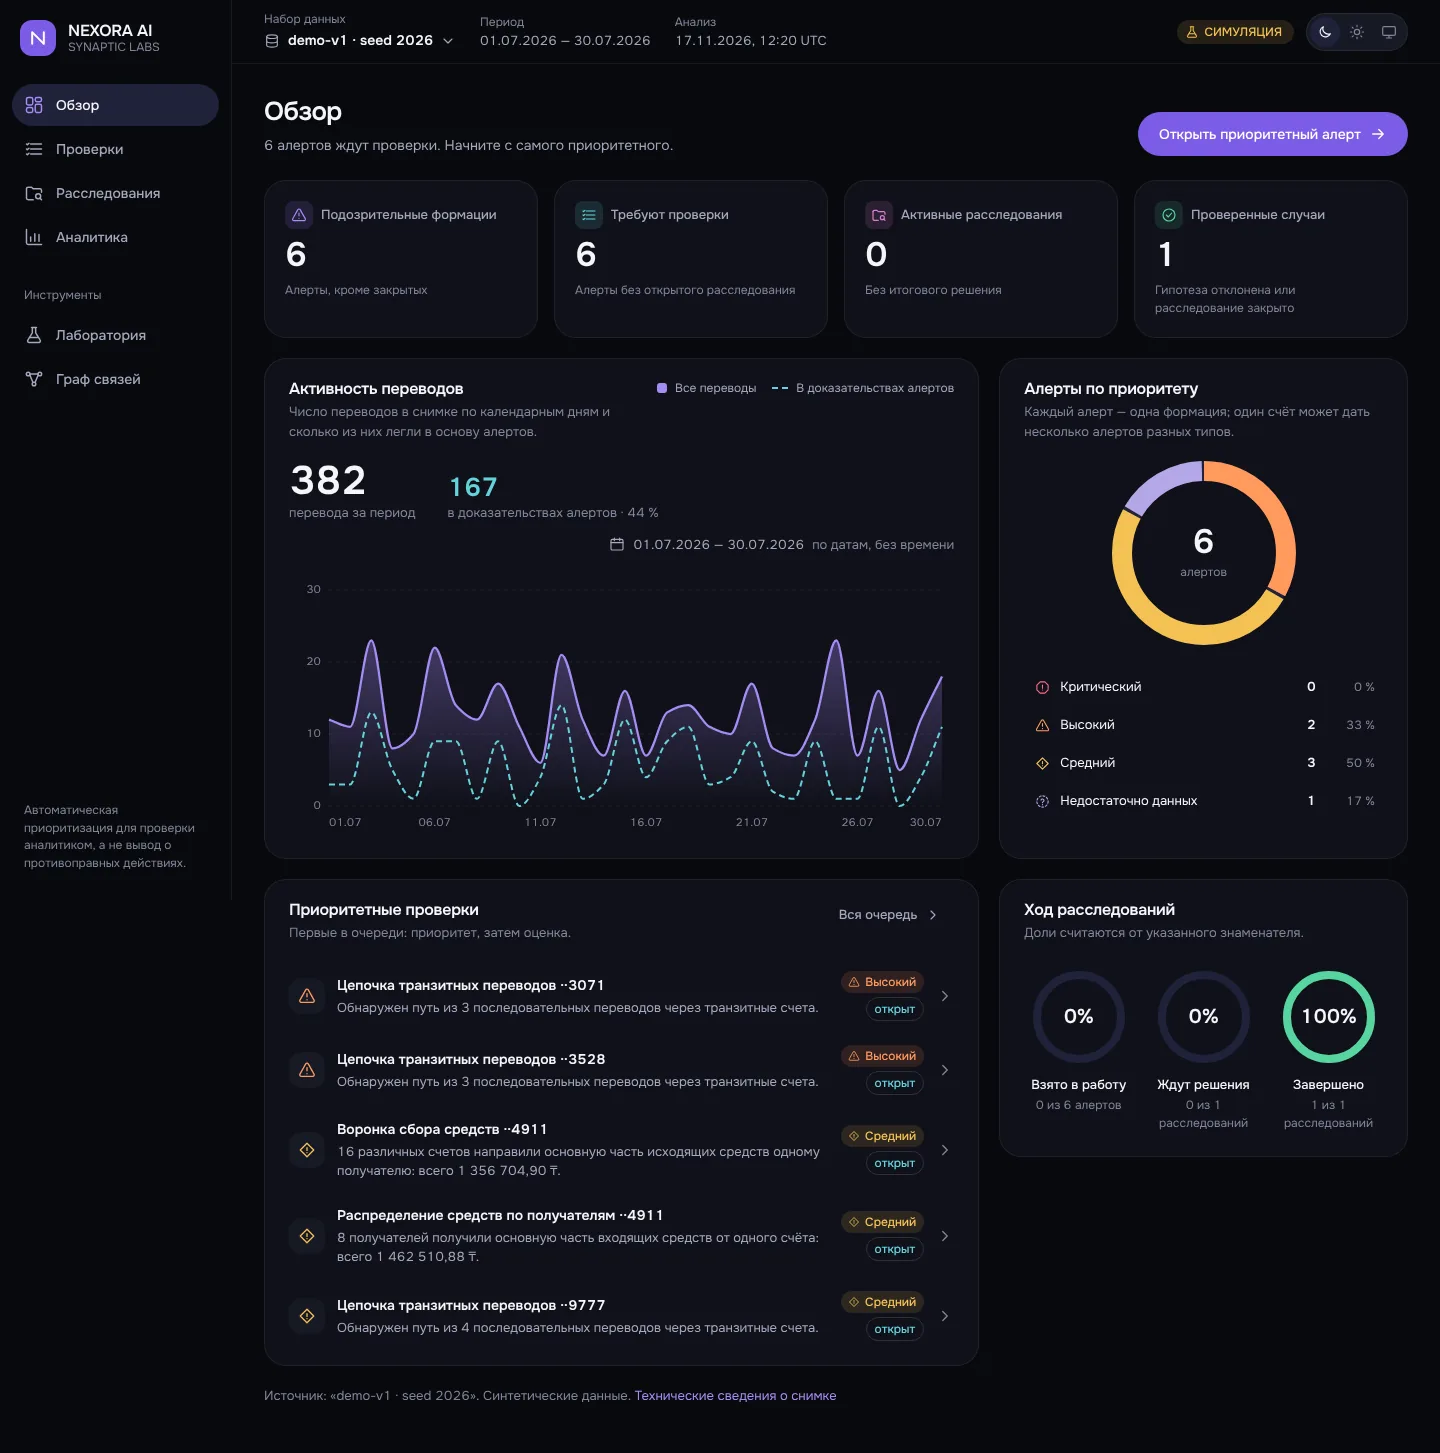 NEXORA AI
SYNAPTIC LABS
Обзор
Проверки
Расследования
Аналитика
Инструменты
Лаборатория
Граф связей
Автоматическая
приоритизация для проверки
аналитиком, а не вывод о
противоправных действиях.
Набор данных
demo-v1 · seed 2026
Период
01.07.2026 — 30.07.2026
Анализ
17.11.2026, 12:20 UTC
СИМУЛЯЦИЯ
Обзор
6 алертов ждут проверки. Начните с самого приоритетного.
Открыть приоритетный алерт
Подозрительные формации
6
Алерты, кроме закрытых
Требуют проверки
6
Алерты без открытого расследования
Активные расследования
0
Без итогового решения
Проверенные случаи
1
Гипотеза отклонена или
расследование закрыто
Активность переводов
Все переводы
В доказательствах алертов
Число переводов в снимке по календарным дням и
сколько из них легли в основу алертов.
382
перевода за период
167
в доказательствах алертов · 44 %
01.07.2026 — 30.07.2026 по датам, без времени
30
20
10
0
01.07 06.07 11.07 16.07 21.07 26.07 30.07
Алерты по приоритету
Каждый алерт — одна формация; один счёт может дать
несколько алертов разных типов.
6
алертов
Критический 0 0 %
Высокий 2 33 %
Средний 3 50 %
Недостаточно данных 1 17 %
Приоритетные проверки
Первые в очереди: приоритет, затем оценка.
Вся очередь
Цепочка транзитных переводов ··3071
Обнаружен путь из 3 последовательных переводов через транзитные счета.
Высокий
открыт
Цепочка транзитных переводов ··3528
Обнаружен путь из 3 последовательных переводов через транзитные счета.
Высокий
открыт
Воронка сбора средств ··4911
16 различных счетов направили основную часть исходящих средств одному
получателю: всего 1 356 704,90 ₸.
Средний
открыт
Распределение средств по получателям ··4911
8 получателей получили основную часть входящих средств от одного счёта:
всего 1 462 510,88 ₸.
Средний
открыт
Цепочка транзитных переводов ··9777
Обнаружен путь из 4 последовательных переводов через транзитные счета.
Средний
открыт
Ход расследований
Доли считаются от указанного знаменателя.
0%
Взято в работу
0 из 6 алертов
0%
Ждут решения
0 из 1
расследований
100%
Завершено
1 из 1
расследований
Источник: «demo-v1 · seed 2026». Синтетические данные. Технические сведения о снимке